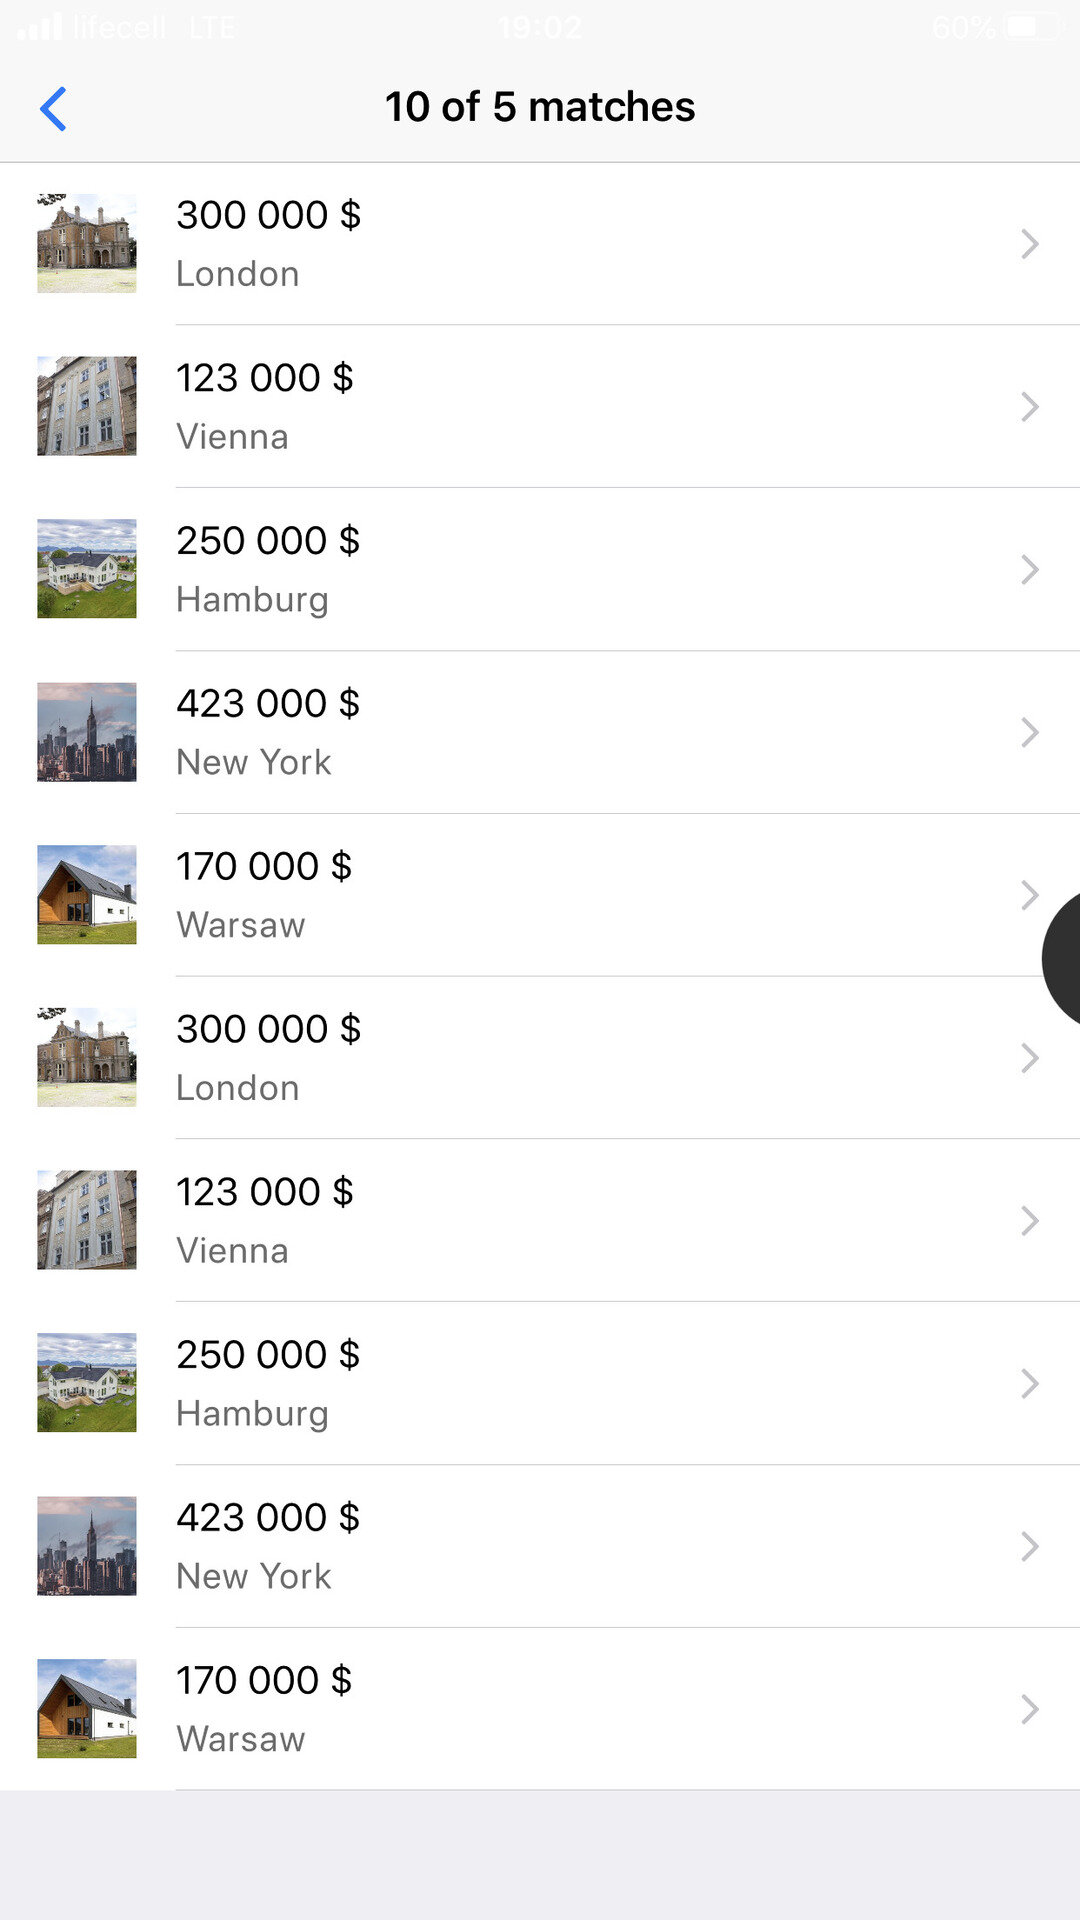 lifecell LTE 19:02 60%
10 of 5 matches
300 000 $
London
123 000 $
Vienna
250 000 $
Hamburg
423 000 $
New York
170 000 $
Warsaw
300 000 $
London
123 000 $
Vienna
250 000 $
Hamburg
423 000 $
New York
170 000 $
Warsaw